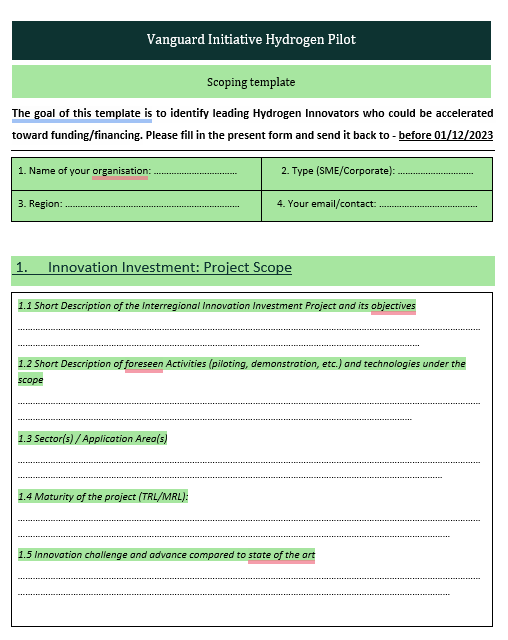 Vanguard Initiative Hydrogen Pilot
Scoping template
The goal of this template is to identify leading Hydrogen Innovators who could be accelerated
toward funding/financing. Please fill in the present form and send it back to - before 01/12/2023
1. Name of your organisation: ................................
2. Type (SME/Corporate): .............................
3. Region: ...................................................................
4. Your email/contact: ......................................
1. Innovation Investment: Project Scope
1.1 Short Description of the Interregional Innovation Investment Project and its objectives
....................................................................................................................................................................................
............................................................................................................................................................
1.2 Short Description of foreseen Activities (piloting, demonstration, etc.) and technologies under the
scope
....................................................................................................................................................................................
.........................................................................................................................................................
1.3 Sector(s) / Application Area(s)
....................................................................................................................................................................................
.....................................................................................................................................................................
1.4 Maturity of the project (TRL/MRL):
....................................................................................................................................................................................
........................................................................................................................................................................
1.5 Innovation challenge and advance compared to state of the art
....................................................................................................................................................................................
........................................................................................................................................................................